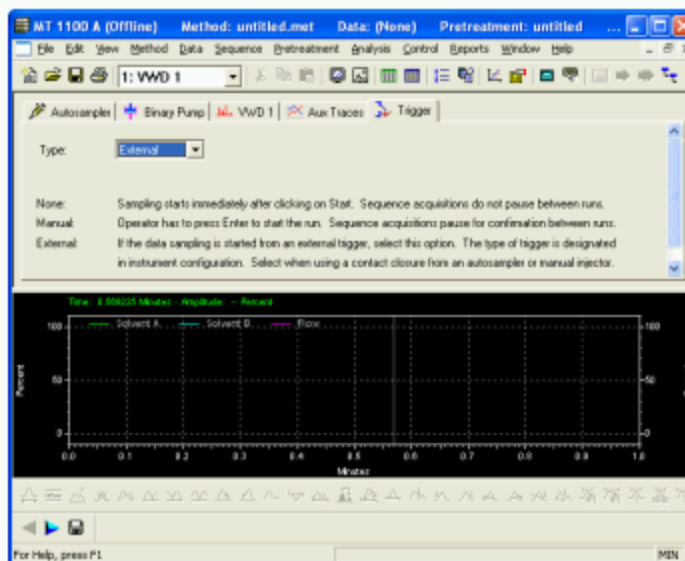 MT 1100 A (Offline) Method: untitled.met Data: (None) Pretreatment: untitled ...
File Edit View Method Data Sequence Pretreatment Analysis Control Reports Window Help
1: VWD 1
Autosampler Binary Pump VWD 1 Aux Traces Trigger
Type: External
None: Sampling starts immediately after clicking on Start. Sequence acquisitions do not pause between runs.
Manual: Operator has to press Enter to start the run. Sequence acquisitions pause for confirmation between runs.
External: If the data sampling is started from an external trigger, select this option. The type of trigger is designated
in instrument configuration. Select when using a contact closure from an autosampler or manual injector.
Minutes - Amplitude: -- Percent
Solvent A Solvent B Flow
100 100
50 50
0 0
Percent
0.0 0.1 0.2 0.3 0.4 0.5 0.6 0.7 0.8 0.9 1.0
Minutes
For Help, press F1 MIN